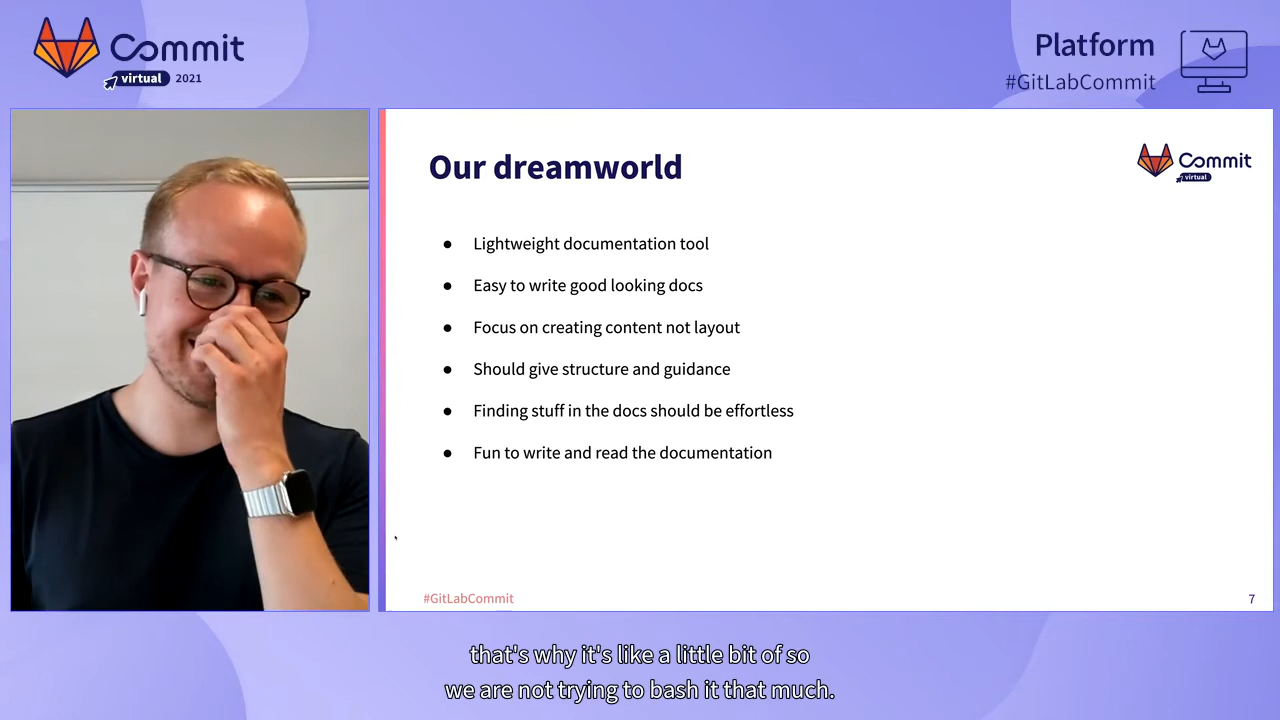 Commit
virtual 2021
Platform
#GitLabCommit
Our dreamworld
Commit
virtual
● Lightweight documentation tool
● Easy to write good looking docs
● Focus on creating content not layout
● Should give structure and guidance
● Finding stuff in the docs should be effortless
● Fun to write and read the documentation
#GitLabCommit
7
that's why it's like a little bit of so
we are not trying to bash it that much.